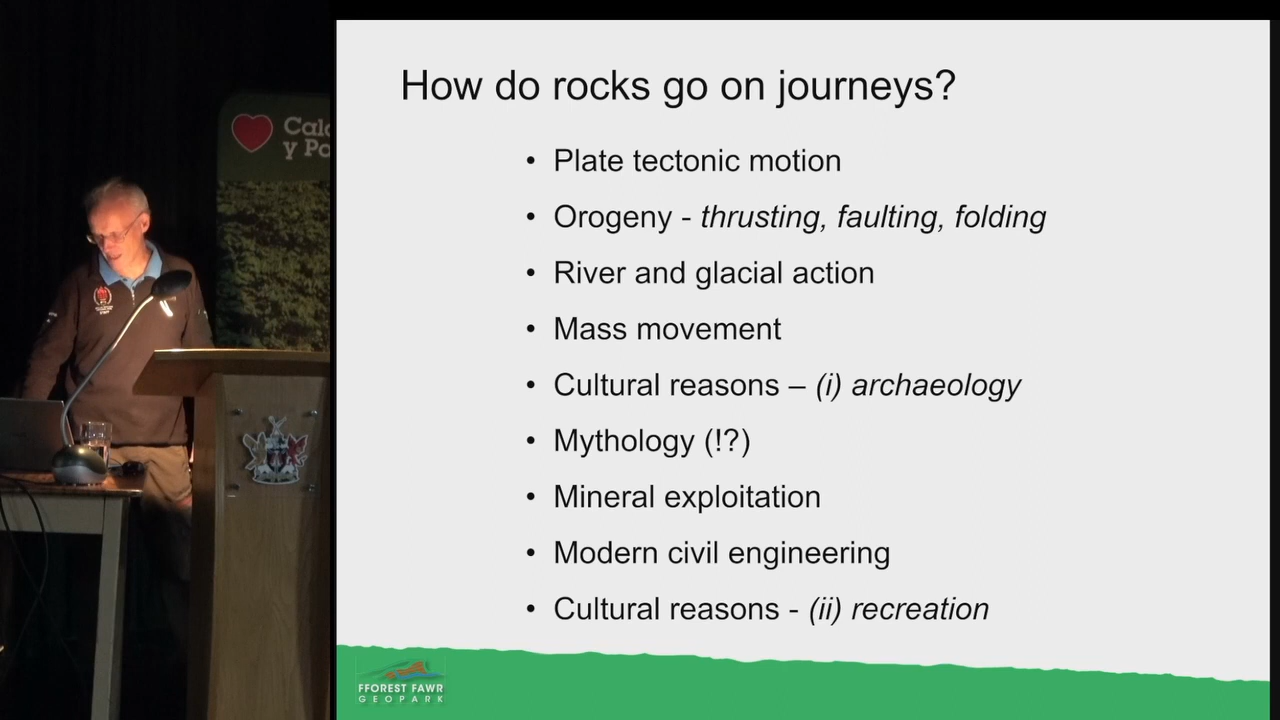 How do rocks go on journeys?
• Plate tectonic motion
• Orogeny - thrusting, faulting, folding
• River and glacial action
• Mass movement
• Cultural reasons – (i) archaeology
• Mythology (!?)
• Mineral exploitation
• Modern civil engineering
• Cultural reasons - (ii) recreation
FFOREST FAWR
GEOPARK
y